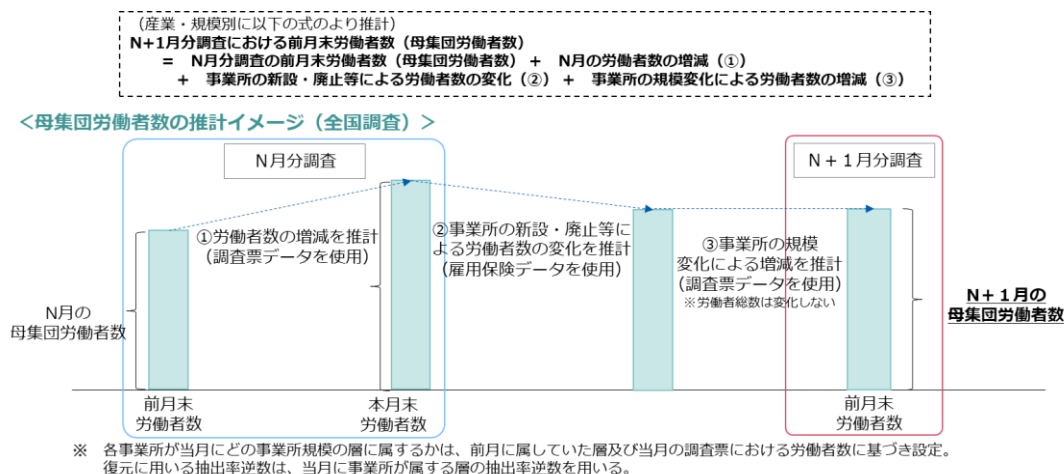 （産業・規模別に以下の式のより推計）
N+1月分調査における前月末労働者数（母集団労働者数）
＝ N月分調査の前月末労働者数（母集団労働者数）＋ N月の労働者数の増減（①）
＋ 事業所の新設・廃止等による労働者数の変化（②）＋ 事業所の規模変化による労働者数の増減（③）
＜母集団労働者数の推計イメージ（全国調査）＞
N月分調査
N＋１月分調査
①労働者数の増減を推計
（調査票データを使用）
②事業所の新設・廃止等に
よる労働者数の変化を推計
（雇用保険データを使用）
③事業所の規模
変化による増減を推計
（調査票データを使用）
※労働者総数は変化しない
N月の
母集団労働者数
N＋１月の
母集団労働者数
前月末
労働者数
本月末
労働者数
前月末
労働者数
※ 各事業所が当月にどの事業所規模の層に属するかは、前月に属していた層及び当月の調査票における労働者数に基づき設定。
復元に用いる抽出率逆数は、当月に事業所が属する層の抽出率逆数を用いる。